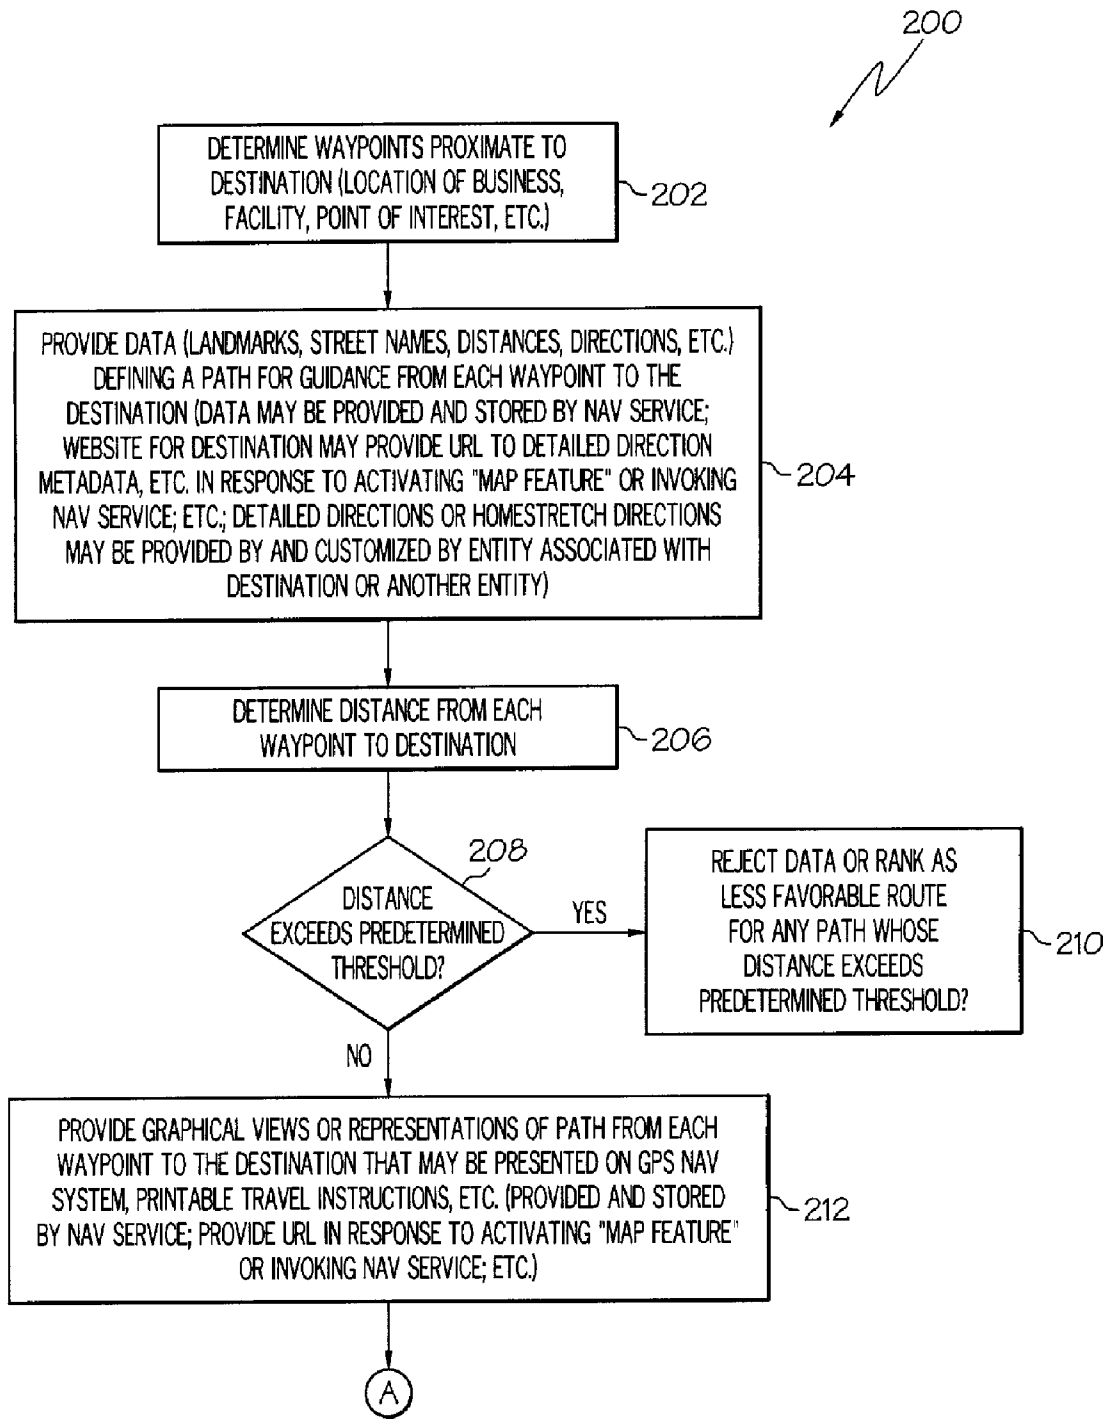 200
DETERMINE WAYPOINTS PROXIMATE TO
DESTINATION (LOCATION OF BUSINESS,
FACILITY, POINT OF INTEREST, ETC.)
202
PROVIDE DATA (LANDMARKS, STREET NAMES, DISTANCES, DIRECTIONS, ETC.)
DEFINING A PATH FOR GUIDANCE FROM EACH WAYPOINT TO THE
DESTINATION (DATA MAY BE PROVIDED AND STORED BY NAV SERVICE;
WEBSITE FOR DESTINATION MAY PROVIDE URL TO DETAILED DIRECTION
METADATA, ETC. IN RESPONSE TO ACTIVATING "MAP FEATURE" OR INVOKING
NAV SERVICE; ETC.; DETAILED DIRECTIONS OR HOMESTRETCH DIRECTIONS
MAY BE PROVIDED BY AND CUSTOMIZED BY ENTITY ASSOCIATED WITH
DESTINATION OR ANOTHER ENTITY)
204
DETERMINE DISTANCE FROM EACH
WAYPOINT TO DESTINATION
206
208
DISTANCE
EXCEEDS PREDETERMINED
THRESHOLD?
YES
REJECT DATA OR RANK AS
LESS FAVORABLE ROUTE
FOR ANY PATH WHOSE
DISTANCE EXCEEDS
PREDETERMINED THRESHOLD?
210
NO
PROVIDE GRAPHICAL VIEWS OR REPRESENTATIONS OF PATH FROM EACH
WAYPOINT TO THE DESTINATION THAT MAY BE PRESENTED ON GPS NAV
SYSTEM, PRINTABLE TRAVEL INSTRUCTIONS, ETC. (PROVIDED AND STORED
BY NAV SERVICE; PROVIDE URL IN RESPONSE TO ACTIVATING "MAP FEATURE"
OR INVOKING NAV SERVICE; ETC.)
212
A